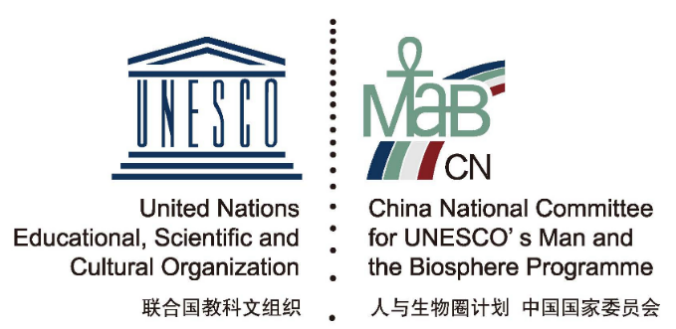 UNESCO
United Nations
Educational, Scientific and
Cultural Organization
联合国教科文组织
MaB
CN
China National Committee
for UNESCO’s Man and
the Biosphere Programme
人与生物圈计划 中国国家委员会